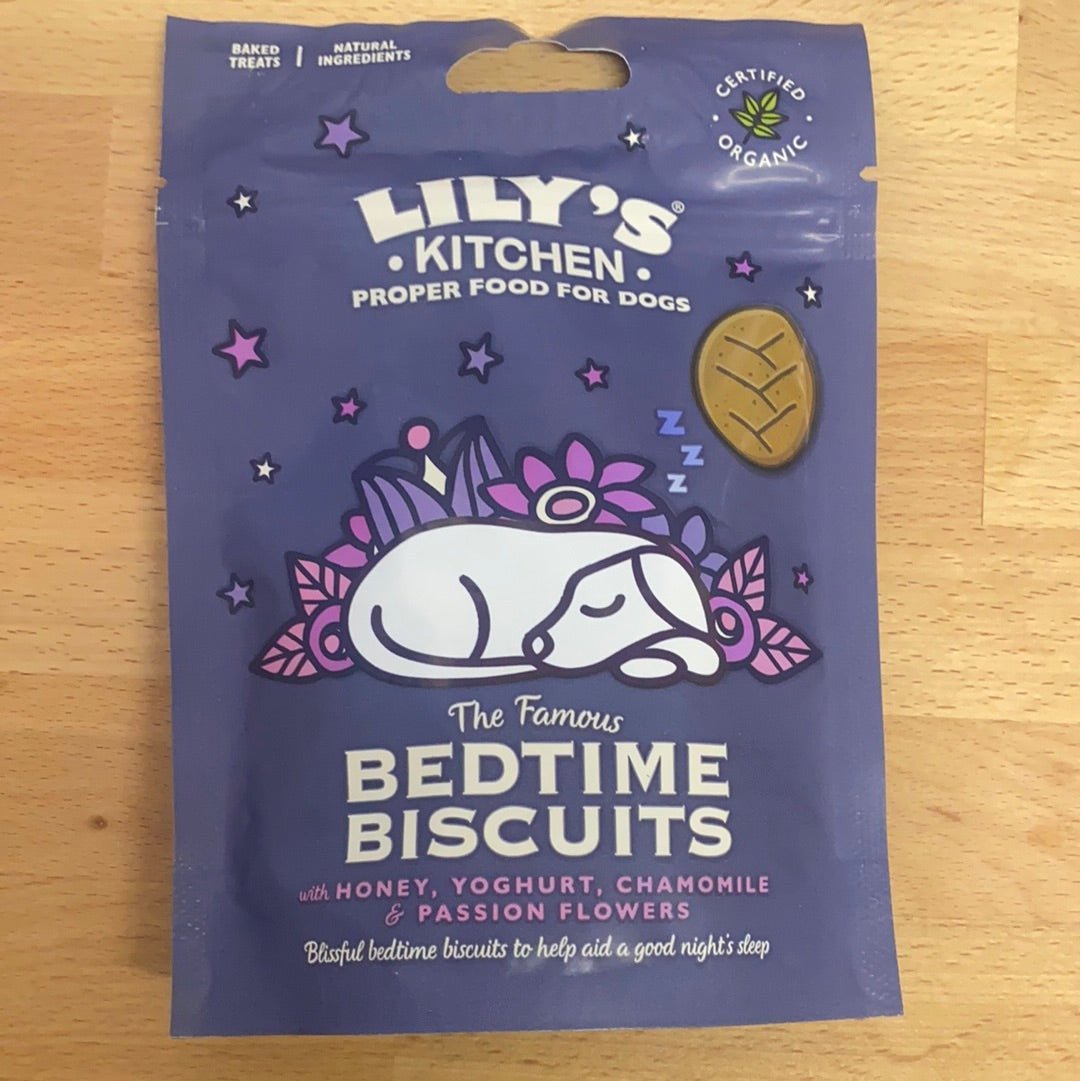 BAKED TREATS | NATURAL INGREDIENTS
CERTIFIED ORGANIC
LILY'S®
• KITCHEN •
PROPER FOOD FOR DOGS
Z
Z
Z
The Famous
BEDTIME
BISCUITS
with HONEY, YOGHURT, CHAMOMILE
& PASSION FLOWERS
Blissful bedtime biscuits to help aid a good night's sleep